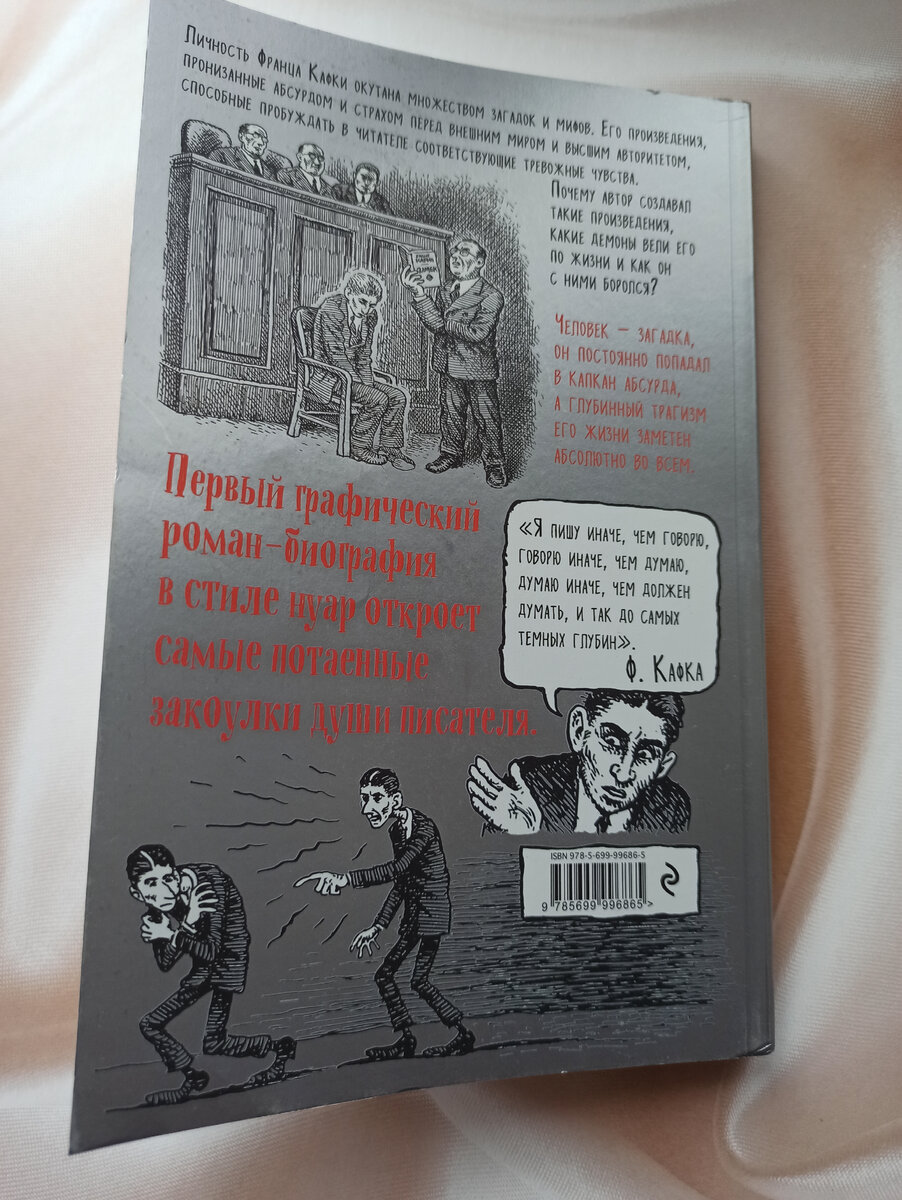 Личность Франца Кафки окутана множеством загадок и мифов. Его произведения,
пронизанные абсурдом и страхом перед внешним миром и высшим авторитетом,
способные пробуждать в читателе соответствующие тревожные чувства.
Почему автор создавал
такие произведения,
какие демоны вели его
по жизни и как он
с ними боролся?
Человек – загадка,
он постоянно попадал
в капкан абсурда,
а глубинный трагизм
его жизни заметен
абсолютно во всем.
Первый графический
роман-биография
в стиле нуар откроет
самые потаенные
закоулки души писателя.
«Я пишу иначе, чем говорю,
говорю иначе, чем думаю,
думаю иначе, чем должен
думать, и так до самых
темных глубин».
Ф. Кафка
ISBN 978-5-699-99686-5
9 785699 996865 >